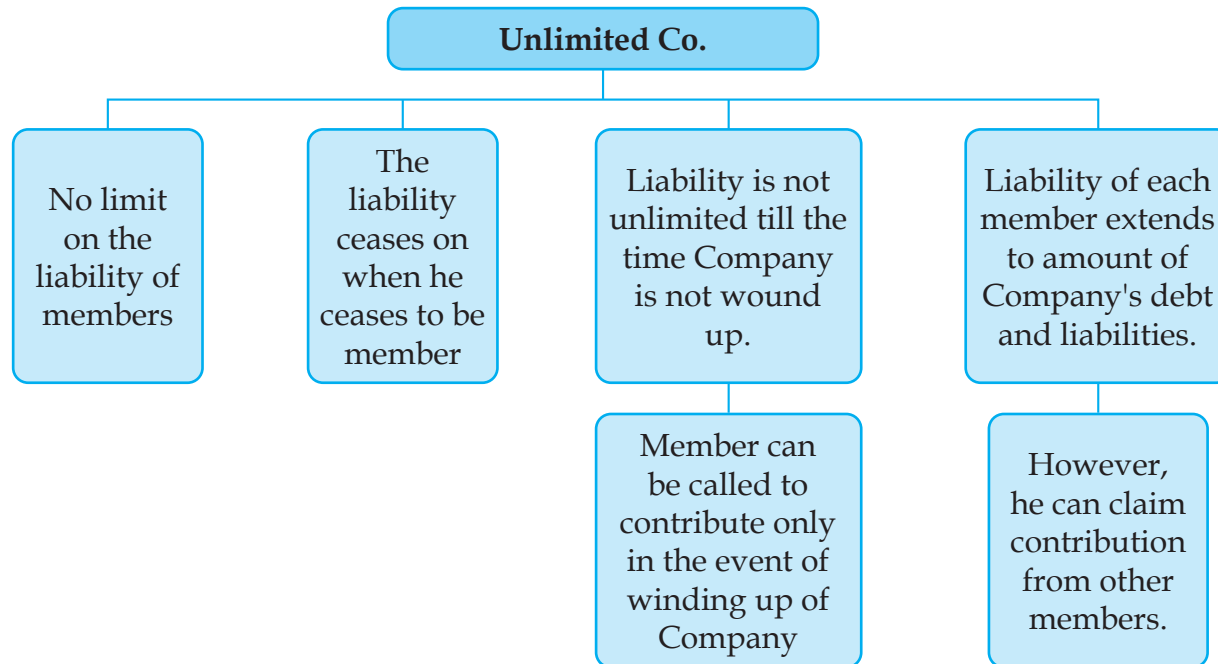 Unlimited Co.
No limit
on the
liability of
members
The
liability
ceases on
when he
ceases to be
member
Liability is not
unlimited till the
time Company
is not wound
up.
Liability of each
member extends
to amount of
Company's debt
and liabilities.
Member can
be called to
contribute only
in the event of
winding up of
Company
However,
he can claim
contribution
from other
members.